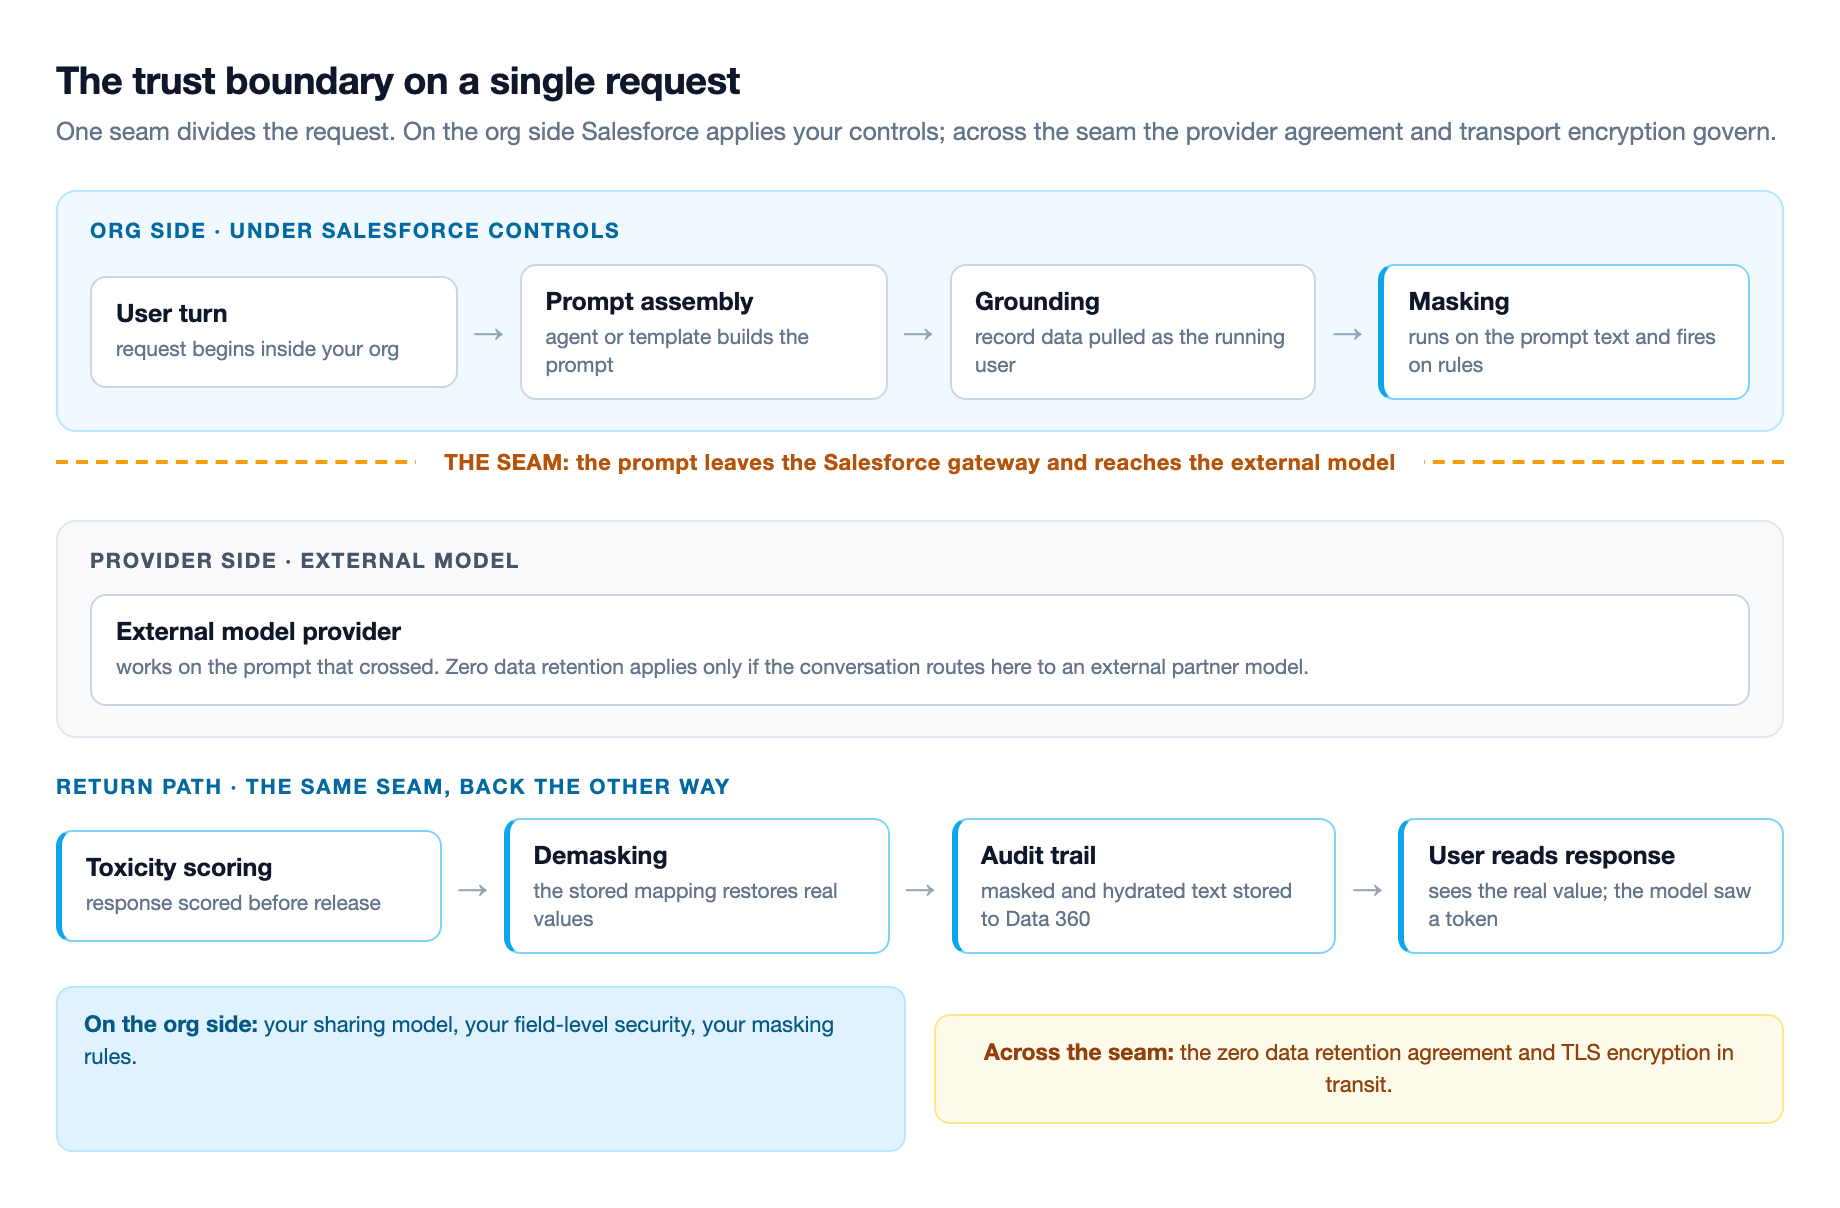 The trust boundary on a single request
One seam divides the request. On the org side Salesforce applies your controls; across the seam the provider agreement and transport encryption govern.
ORG SIDE · UNDER SALESFORCE CONTROLS
User turn
request begins inside your org
→
Prompt assembly
agent or template builds the
prompt
→
Grounding
record data pulled as the running
user
→
Masking
runs on the prompt text and fires
on rules
THE SEAM: the prompt leaves the Salesforce gateway and reaches the external model
PROVIDER SIDE · EXTERNAL MODEL
External model provider
works on the prompt that crossed. Zero data retention applies only if the conversation routes here to an external partner model.
RETURN PATH · THE SAME SEAM, BACK THE OTHER WAY
Toxicity scoring
response scored before release
→
Demasking
the stored mapping restores real
values
→
Audit trail
masked and hydrated text stored
to Data 360
→
User reads response
sees the real value; the model saw
a token
On the org side: your sharing model, your field-level security, your masking
rules.
Across the seam: the zero data retention agreement and TLS encryption in
transit.